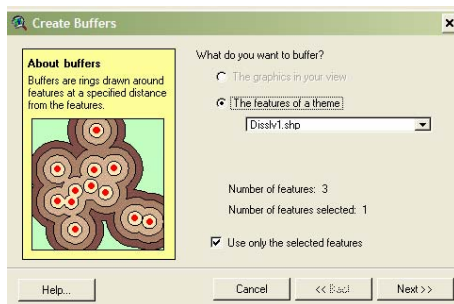 Create Buffers
About buffers
Buffers are rings drawn around
features at a specified distance
from the features.
What do you want to buffer?
The graphics in your view
The features of a theme
Disslv1.shp
Number of features: 3
Number of features selected: 1
Use only the selected features
Help...
Cancel
<< Back
Next >>